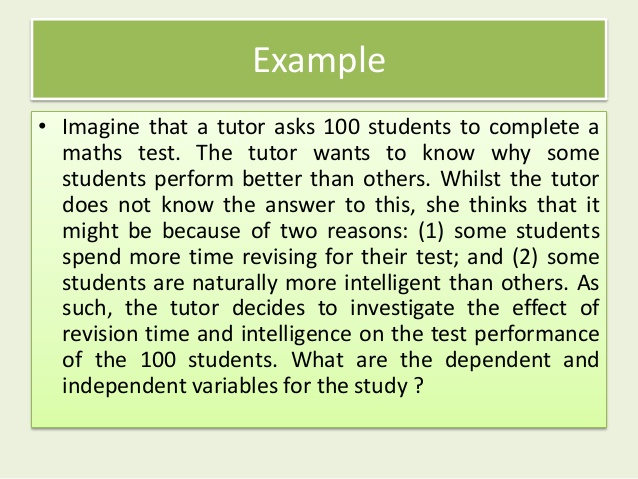 Example
• Imagine that a tutor asks 100 students to complete a
maths test. The tutor wants to know why some
students perform better than others. Whilst the tutor
does not know the answer to this, she thinks that it
might be because of two reasons: (1) some students
spend more time revising for their test; and (2) some
students are naturally more intelligent than others. As
such, the tutor decides to investigate the effect of
revision time and intelligence on the test performance
of the 100 students. What are the dependent and
independent variables for the study ?